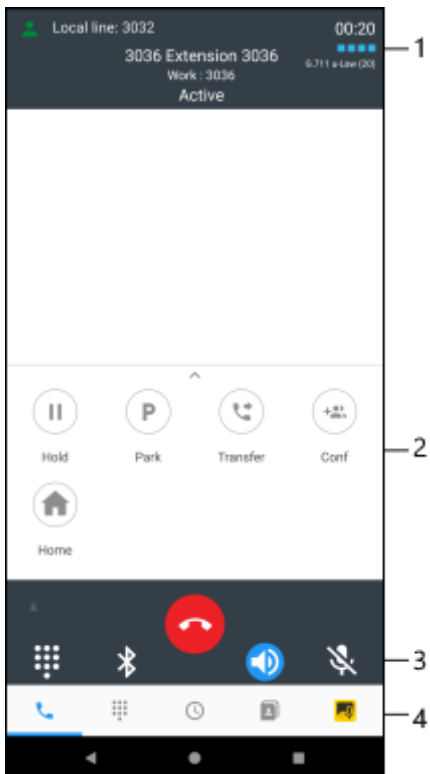 Local line: 3032
00:20
1
3036 Extension 3036
G.711 u-Law (20)
Work : 3036
Active
P
Hold
Park
Transfer
Conf
2
Home
3
4